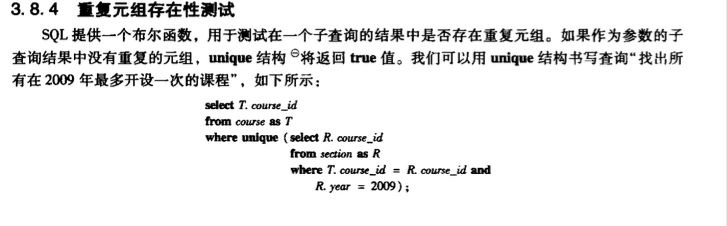 3.8.4 重复元组存在性测试
SQL 提供一个布尔函数，用于测试在一个子查询的结果中是否存在重复元组。如果作为参数的子
查询结果中没有重复的元组，unique 结构㊀将返回 true 值。我们可以用 unique 结构书写查询“找出所
有在 2009 年最多开设一次的课程”，如下所示：
select T. course_id
from course as T
where unique (select R. course_id
from section as R
where T. course_id = R. course_id and
R. year = 2009);